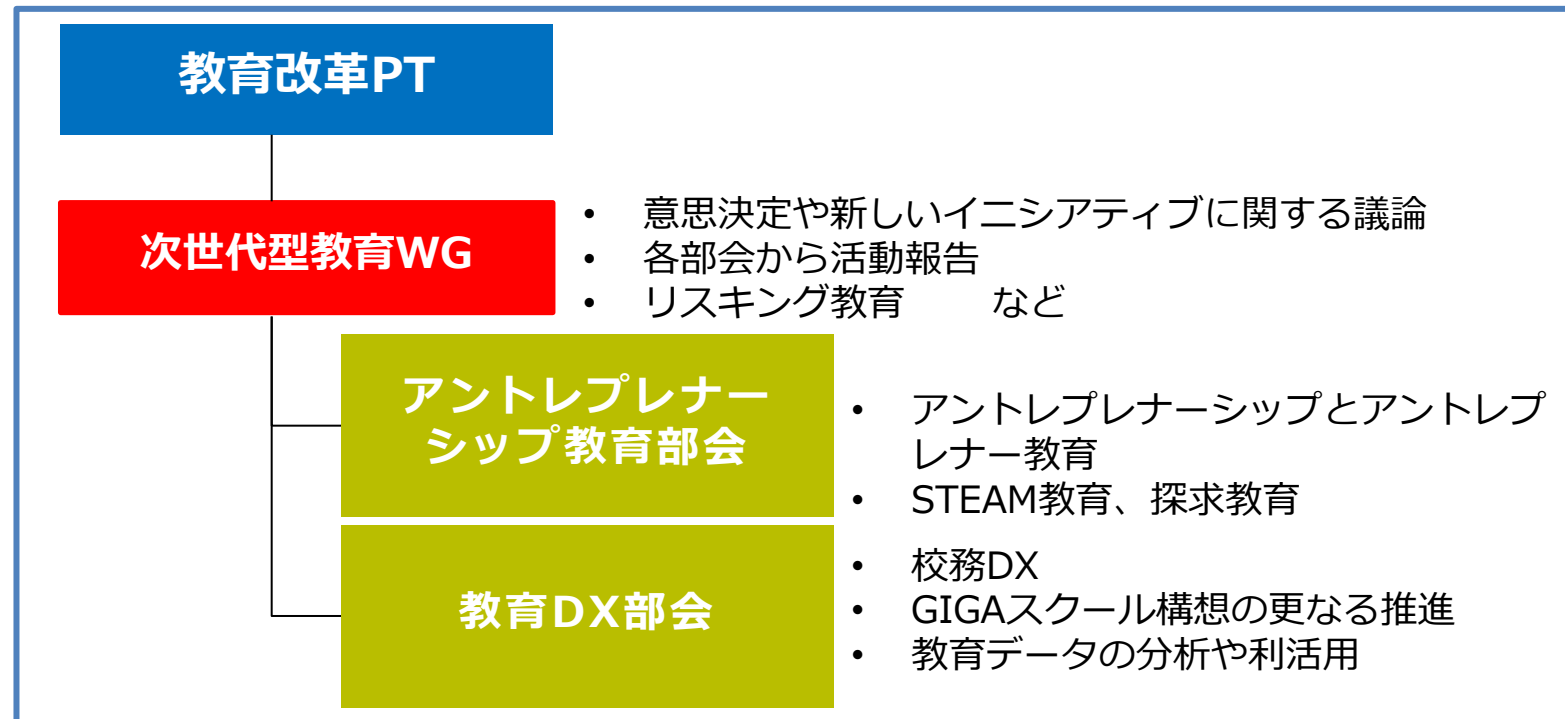 教育改革PT
次世代型教育WG
• 意思決定や新しいイニシアティブに関する議論
• 各部会から活動報告
• リスキング教育　　など
アントレプレナー
シップ教育部会
• アントレプレナーシップとアントレプ
レナー教育
• STEAM教育、探求教育
教育DX部会
• 校務DX
• GIGAスクール構想の更なる推進
• 教育データの分析や利活用